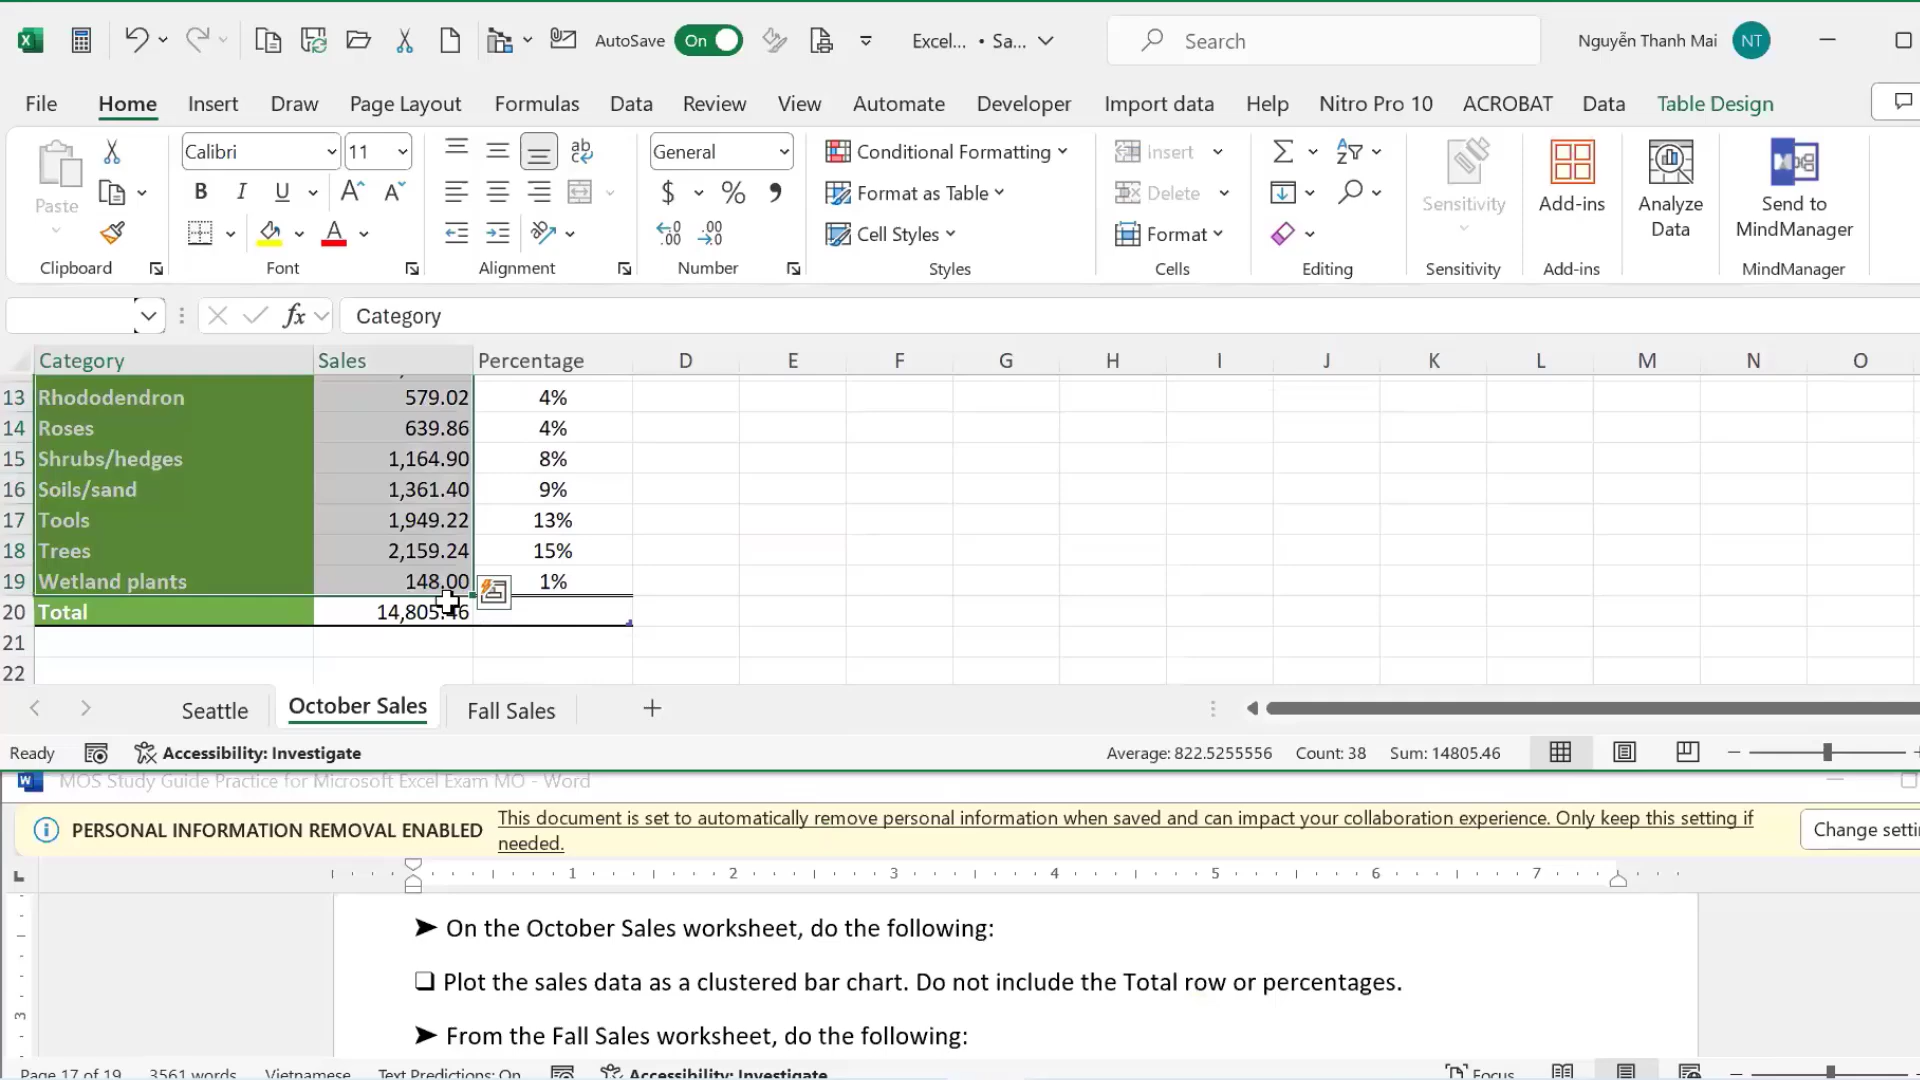 AutoSave On Excel... • Sa... Search Nguyễn Thanh Mai NT
File Home Insert Draw Page Layout Formulas Data Review View Automate Developer Import data Help Nitro Pro 10 ACROBAT Data Table Design
Paste Calibri 11 ab General Conditional Formatting Insert Sensitivity Add-ins Analyze Data Send to MindManager
B I U A A $ % Format as Table Delete
A Cell Styles Format
Clipboard Font Alignment Number Styles Cells Editing Sensitivity Add-ins MindManager
fx Category
Category Sales Percentage D E F G H I J K L M N O
13 Rhododendron 579.02 4%
14 Roses 639.86 4%
15 Shrubs/hedges 1,164.90 8%
16 Soils/sand 1,361.40 9%
17 Tools 1,949.22 13%
18 Trees 2,159.24 15%
19 Wetland plants 148.00 1%
20 Total 14,805.46
21
22
Seattle October Sales Fall Sales
Ready Accessibility: Investigate Average: 822.5255556 Count: 38 Sum: 14805.46
MOS Study Guide Practice for Microsoft Excel Exam MO - Word
PERSONAL INFORMATION REMOVAL ENABLED This document is set to automatically remove personal information when saved and can impact your collaboration experience. Only keep this setting if
needed.
Change setti
1 2 3 4 5 6 7
➤ On the October Sales worksheet, do the following:
❑ Plot the sales data as a clustered bar chart. Do not include the Total row or percentages.
3
➤ From the Fall Sales worksheet, do the following:
Page 17 of 19 3561 words Vietnamese Text Predictions: On Accessibility: Investigate Focus